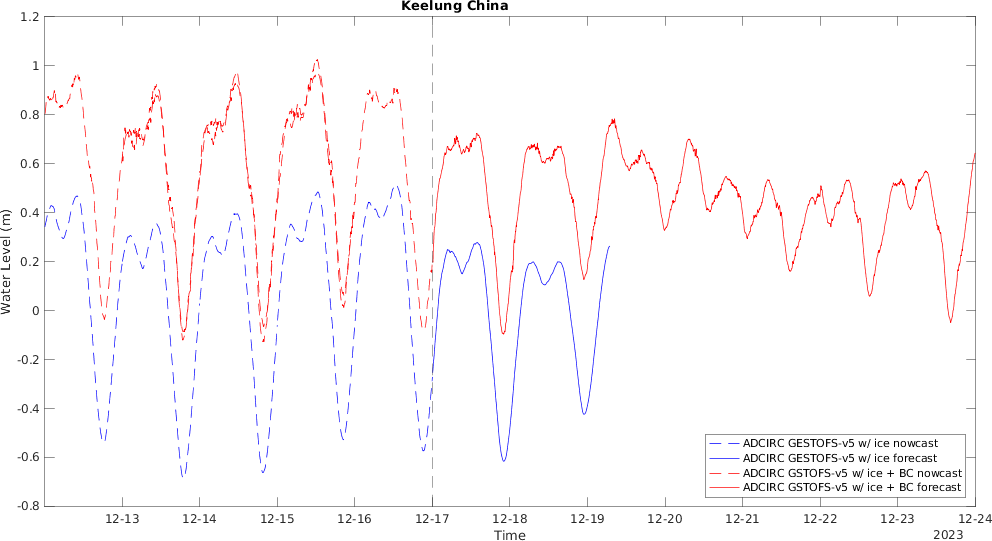 Keelung China
1.2
1
0.8
0.6
0.4
0.2
0
-0.2
-0.4
-0.6
-0.8
Water Level (m)
ADCIRC GESTOFS-v5 w/ ice nowcast
ADCIRC GESTOFS-v5 w/ ice forecast
ADCIRC GSTOFS-v5 w/ ice + BC nowcast
ADCIRC GSTOFS-v5 w/ ice + BC forecast
12-13 12-14 12-15 12-16 12-17 12-18 12-19 12-20 12-21 12-22 12-23 12-24
Time
2023